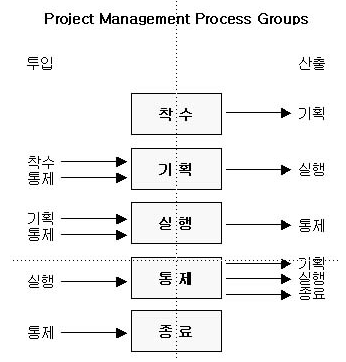 Project Management Process Groups
투입 산출
착 수 기획
착수
통제 기 획 실행
기획
통제 실 행 통제
실행 통 제 기획
실행
종료
통제 종 료